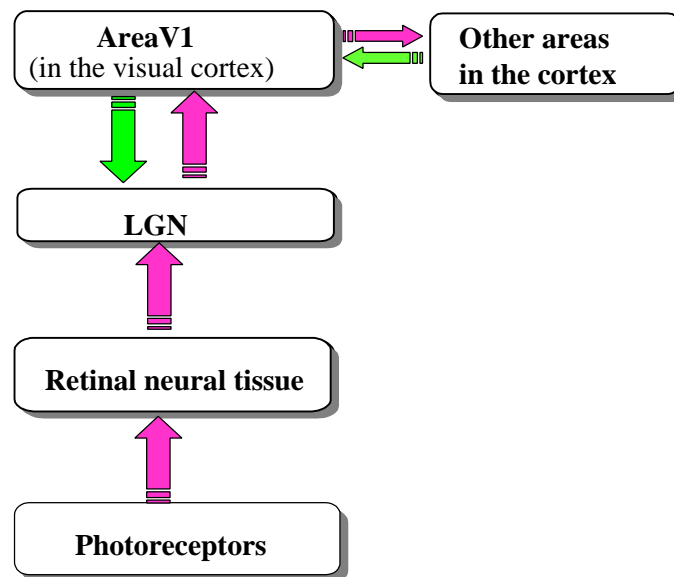 AreaV1
(in the visual cortex)
Other areas
in the cortex
LGN
Retinal neural tissue
Photoreceptors